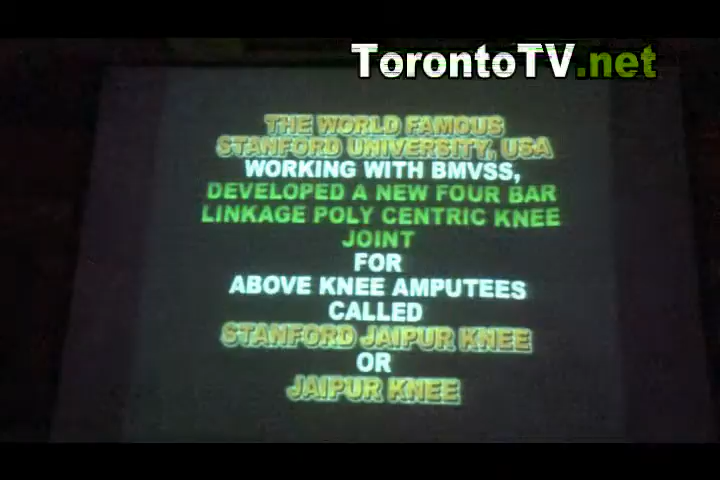 TorontoTV.net
THE WORLD FAMOUS
STANFORD UNIVERSITY, USA
WORKING WITH BMVSS,
DEVELOPED A NEW FOUR BAR
LINKAGE POLY CENTRIC KNEE
JOINT
FOR
ABOVE KNEE AMPUTEES
CALLED
STANFORD JAIPUR KNEE
OR
JAIPUR KNEE